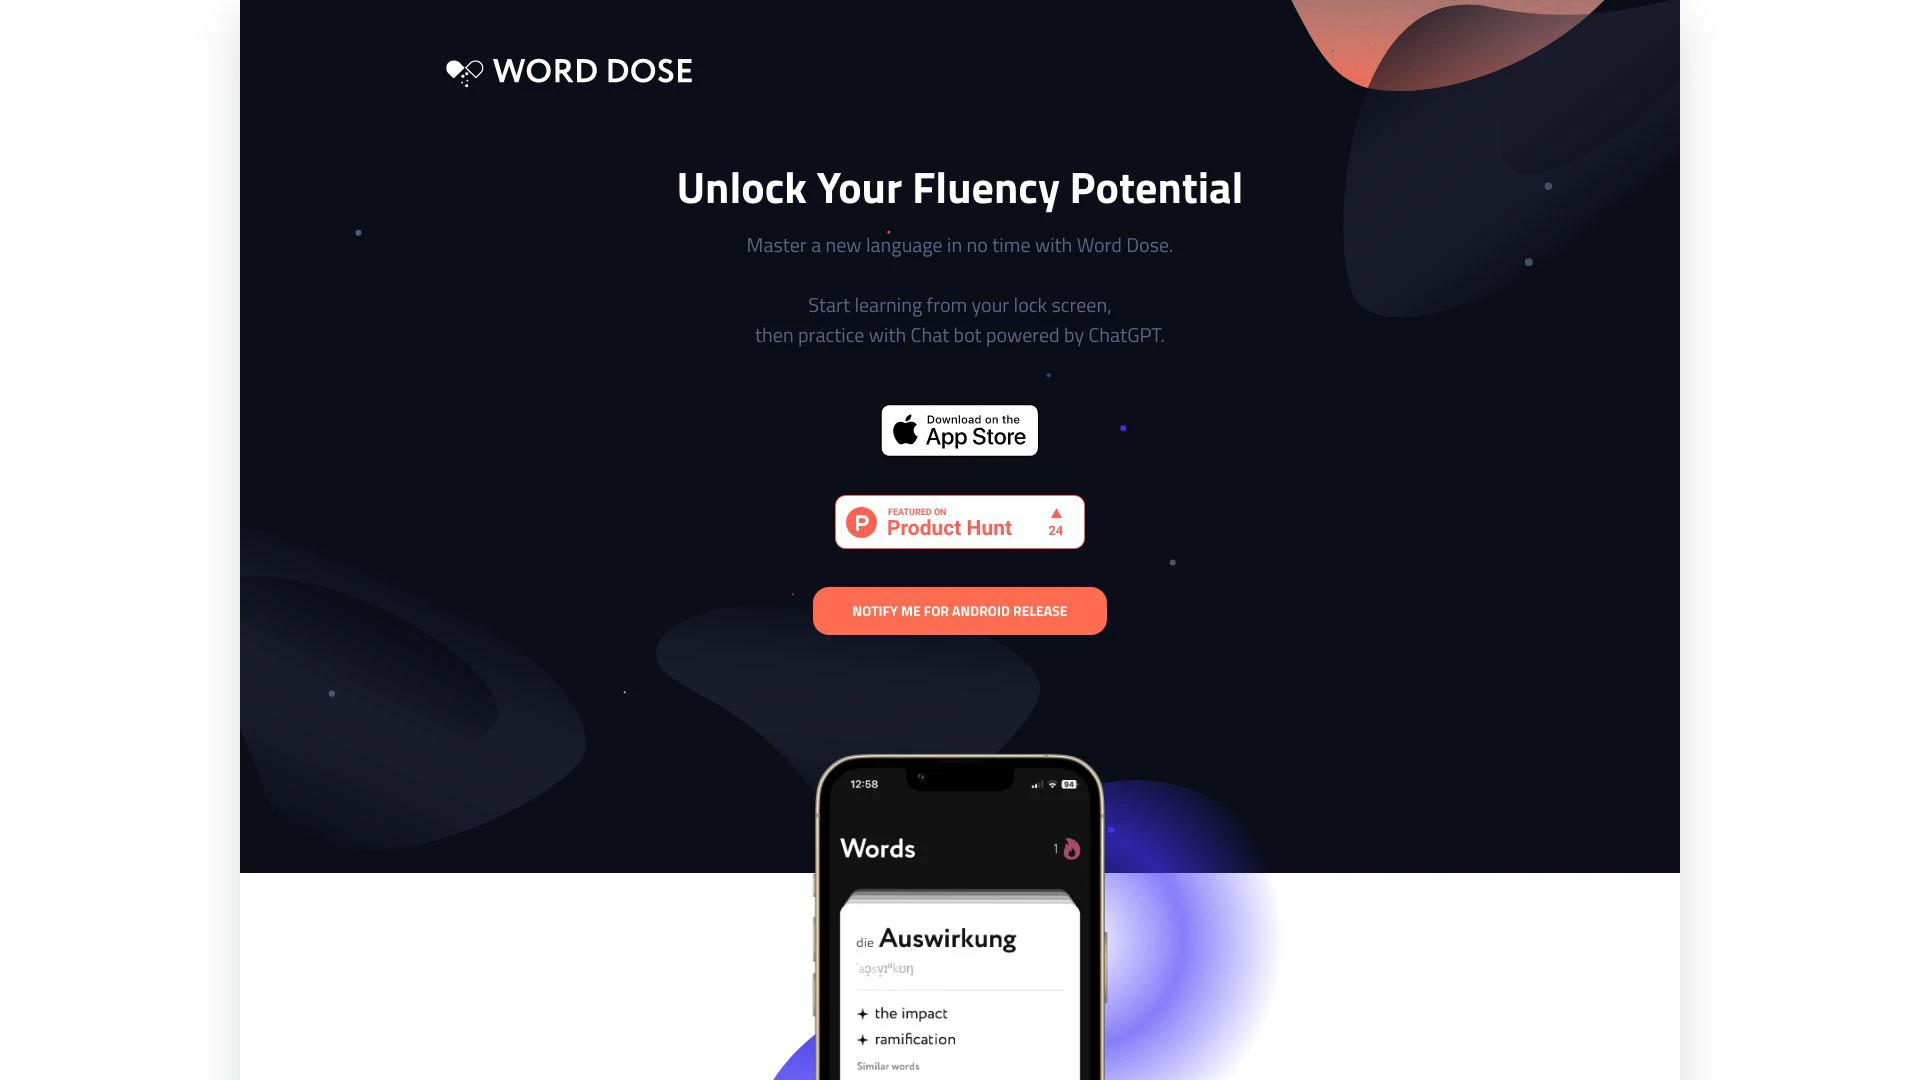 WORD DOSE
Unlock Your Fluency Potential
Master a new language in no time with Word Dose.
Start learning from your lock screen,
then practice with Chat bot powered by ChatGPT.
Download on the
App Store
FEATURED ON
Product Hunt
24
NOTIFY ME FOR ANDROID RELEASE
12:58
94
Words
1
die Auswirkung
the impact
ramification
Similar words